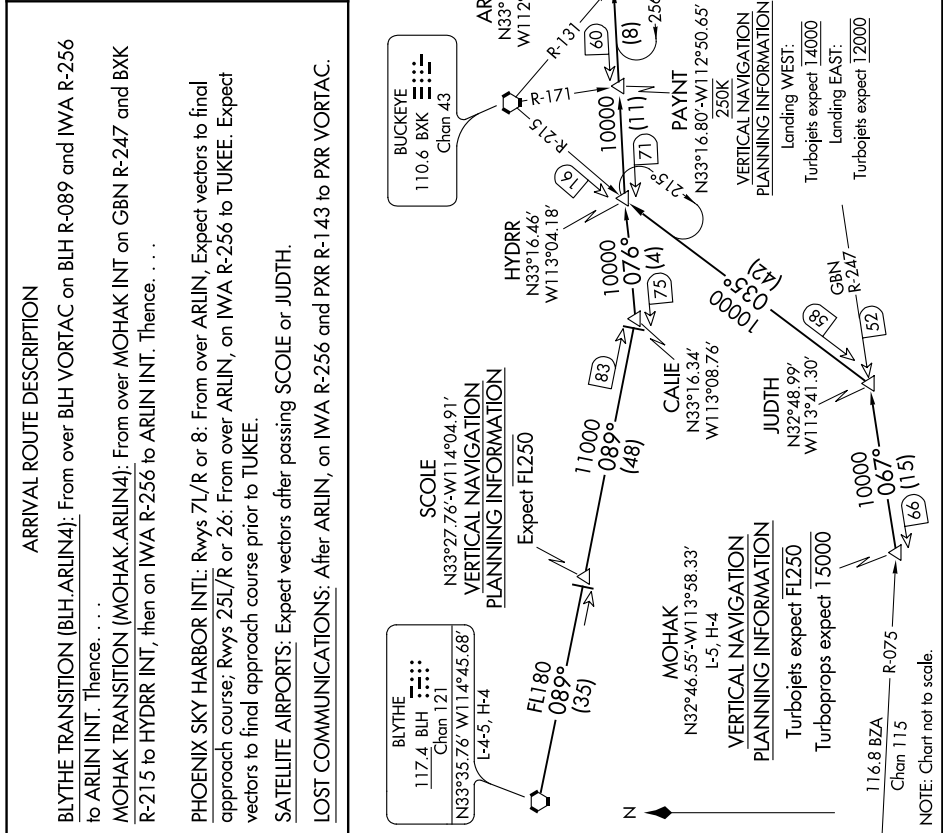 ARRIVAL ROUTE DESCRIPTION
BLYTHE TRANSITION (BLH.ARLIN4): From over BLH VORTAC on BLH R-089 and IWA R-256
to ARLIN INT. Thence. . . .
MOHAK TRANSITION (MOHAK.ARLIN4): From over MOHAK INT on GBN R-247 and BXK
R-215 to HYDRR INT, then on IWA R-256 to ARLIN INT. Thence. . . .
PHOENIX SKY HARBOR INTL: Rwys 7L/R or 8: From over ARLIN, Expect vectors to final
approach course; Rwys 25L/R or 26: From over ARLIN, on IWA R-256 to TUKEE. Expect
vectors to final approach course prior to TUKEE.
SATELLITE AIRPORTS: Expect vectors after passing SCOLE or JUDTH.
LOST COMMUNICATIONS: After ARLIN, on IWA R-256 and PXR R-143 to PXR VORTAC.
BLYTHE
117.4 BLH
Chan 121
N33°35.76' W114°45.68'
L-4-5, H-4
FL180
089°
(35)
SCOLE
N33°27.76'-W114°04.91'
VERTICAL NAVIGATION
PLANNING INFORMATION
Expect FL250
11000
089°
(48)
83
CALIE
N33°16.34'
W113°08.76'
75
10000
076°
(4)
HYDRR
N33°16.46'
W113°04.18'
BUCKEYE
110.6 BXK
Chan 43
R-131
R-171
R-215
16
215°
71
10000
(11)
60
(8)
256
AR
N33°
W112°
PAYNT
N33°16.80'-W112°50.65'
250K
VERTICAL NAVIGATION
PLANNING INFORMATION
Landing WEST:
Turbojets expect 14000
Landing EAST:
Turbojets expect 12000
MOHAK
N32°46.55'-W113°58.33'
L-5, H-4
VERTICAL NAVIGATION
PLANNING INFORMATION
Turbojets expect FL250
Turboprops expect 15000
116.8 BZA
Chan 115
R-075
66
10000
067°
(15)
JUDTH
N32°48.99'
W113°41.30'
52
GBN
R-247
58
10000
035°
(42)
N
NOTE: Chart not to scale.